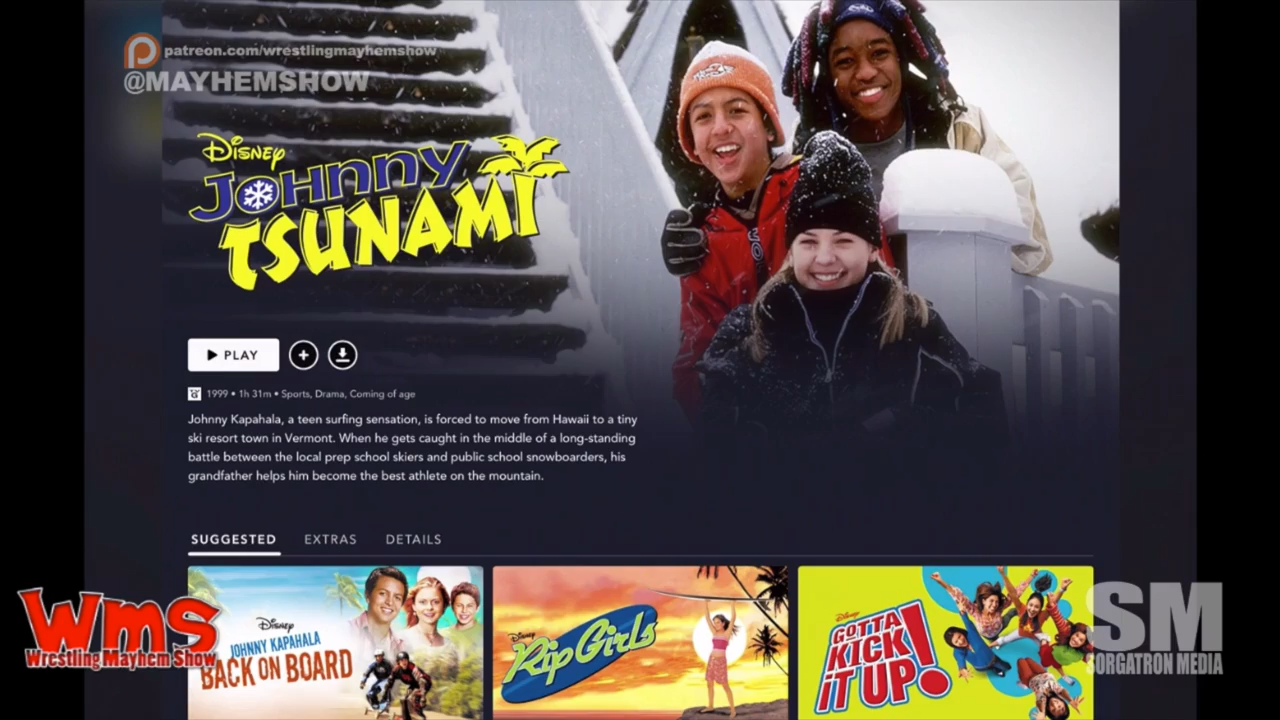 patreon.com/wrestlingmayhemshow
@MAYHEMSHOW
Disney
Johnny
TSUNAMI
PLAY
G
1999 • 1h 31m • Sports, Drama, Coming of age
Johnny Kapahala, a teen surfing sensation, is forced to move from Hawaii to a tiny
ski resort town in Vermont. When he gets caught in the middle of a long-standing
battle between the local prep school skiers and public school snowboarders, his
grandfather helps him become the best athlete on the mountain.
SUGGESTED EXTRAS DETAILS
Disney
JOHNNY KAPAHALA
BACK ON BOARD
Disney
Rip Girls
Disney
GOTTA
KICK
IT UP!
Wms
Wrestling Mayhem Show
SM
SORGATRON MEDIA